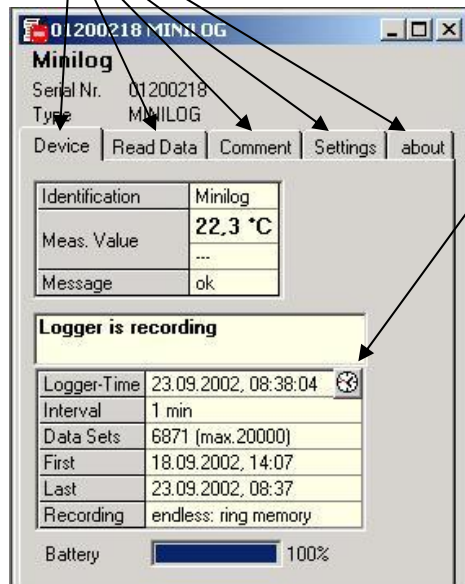 01200218 MINILOG
Minilog
Serial Nr. 01200218
Type MINILOG
Device Read Data Comment Settings about
Identification Minilog
Meas. Value 22,3 °C
---
Message ok
Logger is recording
Logger-Time 23.09.2002, 08:38:04
Interval 1 min
Data Sets 6871 (max.20000)
First 18.09.2002, 14:07
Last 23.09.2002, 08:37
Recording endless: ring memory
Battery 100%